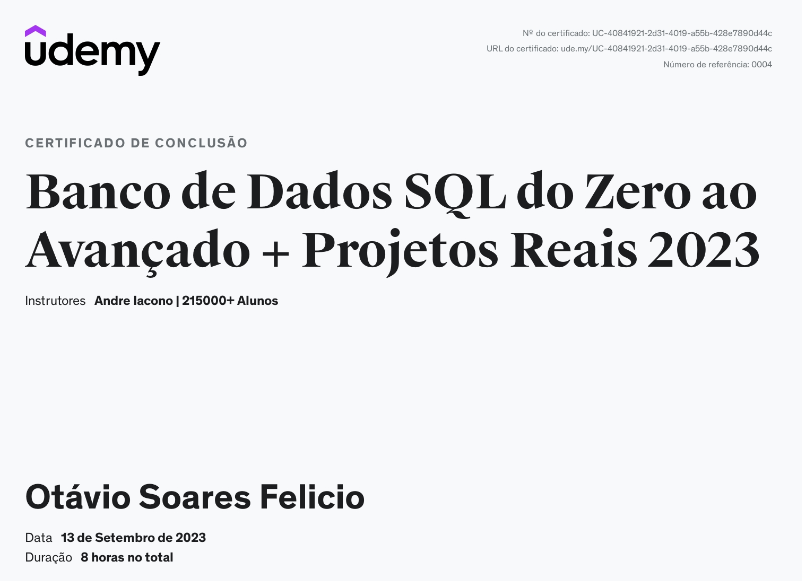 udemy
Nº do certificado: UC-40841921-2d31-4019-a55b-428e7890d44c
URL do certificado: ude.my/UC-40841921-2d31-4019-a55b-428e7890d44c
Número de referência: 0004
CERTIFICADO DE CONCLUSÃO
Banco de Dados SQL do Zero ao
Avançado + Projetos Reais 2023
Instrutores Andre Iacono | 215000+ Alunos
Otávio Soares Felicio
Data 13 de Setembro de 2023
Duração 8 horas no total